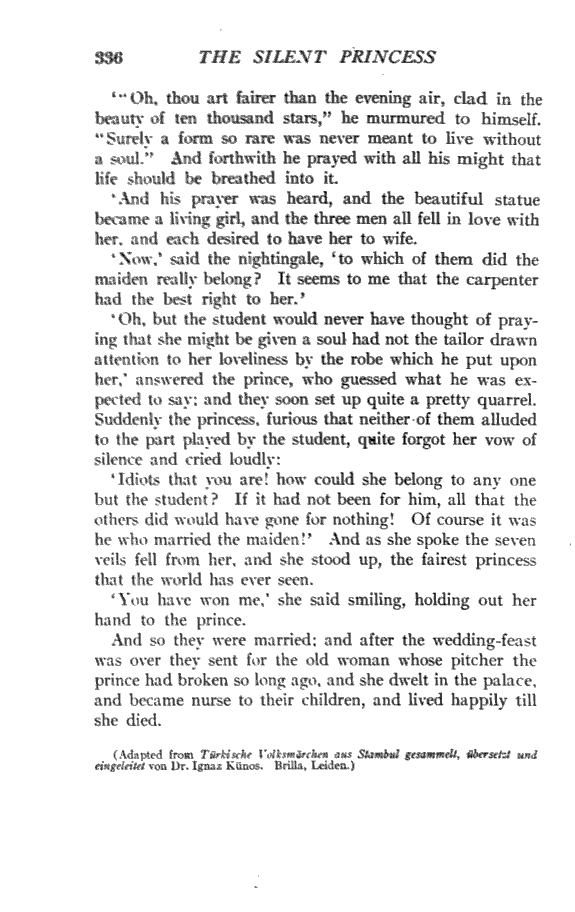 336 THE SILENT PRINCESS
‘“Oh, thou art fairer than the evening air, clad in the
beauty of ten thousand stars,” he murmured to himself.
“Surely a form so rare was never meant to live without
a soul.” And forthwith he prayed with all his might that
life should be breathed into it.
‘And his prayer was heard, and the beautiful statue
became a living girl, and the three men all fell in love with
her, and each desired to have her to wife.
‘Now,’ said the nightingale, ‘to which of them did the
maiden really belong? It seems to me that the carpenter
had the best right to her.’
‘Oh, but the student would never have thought of pray-
ing that she might be given a soul had not the tailor drawn
attention to her loveliness by the robe which he put upon
her,’ answered the prince, who guessed what he was ex-
pected to say; and they soon set up quite a pretty quarrel.
Suddenly the princess, furious that neither of them alluded
to the part played by the student, quite forgot her vow of
silence and cried loudly:
‘Idiots that you are! how could she belong to any one
but the student? If it had not been for him, all that the
others did would have gone for nothing! Of course it was
he who married the maiden!’ And as she spoke the seven
veils fell from her, and she stood up, the fairest princess
that the world has ever seen.
‘You have won me,’ she said smiling, holding out her
hand to the prince.
And so they were married; and after the wedding-feast
was over they sent for the old woman whose pitcher the
prince had broken so long ago, and she dwelt in the palace,
and became nurse to their children, and lived happily till
she died.
(Adapted from Türkische Volksmärchen aus Stambul gesammelt, übersetzt und
eingeleitet von Dr. Ignaz Künos. Brilla, Leiden.)